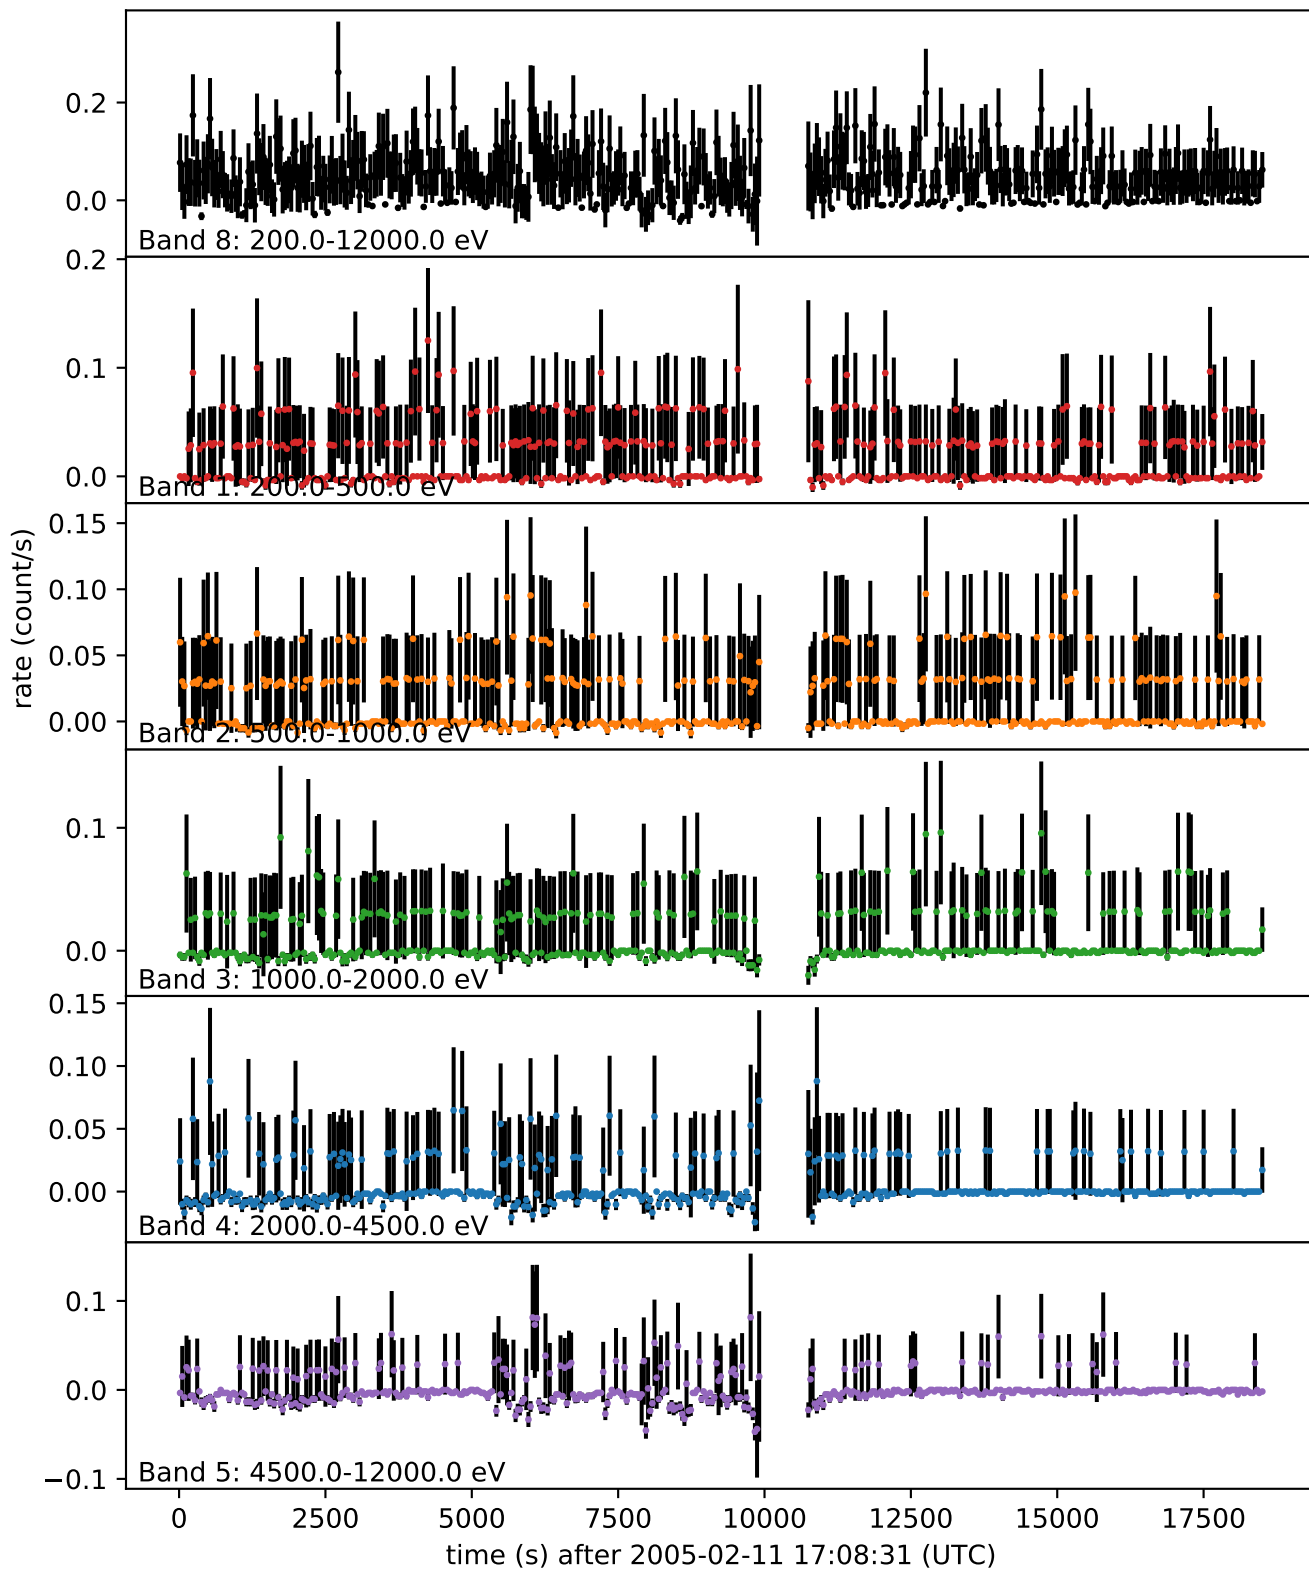 0.2
0.0
Band 8: 200.0-12000.0 eV
0.2
0.1
0.0
Band 1: 200.0-500.0 eV
rate (count/s)
0.15
0.10
0.05
0.00
Band 2: 500.0-1000.0 eV
0.1
0.0
Band 3: 1000.0-2000.0 eV
0.15
0.10
0.05
0.00
Band 4: 2000.0-4500.0 eV
0.1
0.0
−0.1
Band 5: 4500.0-12000.0 eV
0 2500 5000 7500 10000 12500 15000 17500
time (s) after 2005-02-11 17:08:31 (UTC)